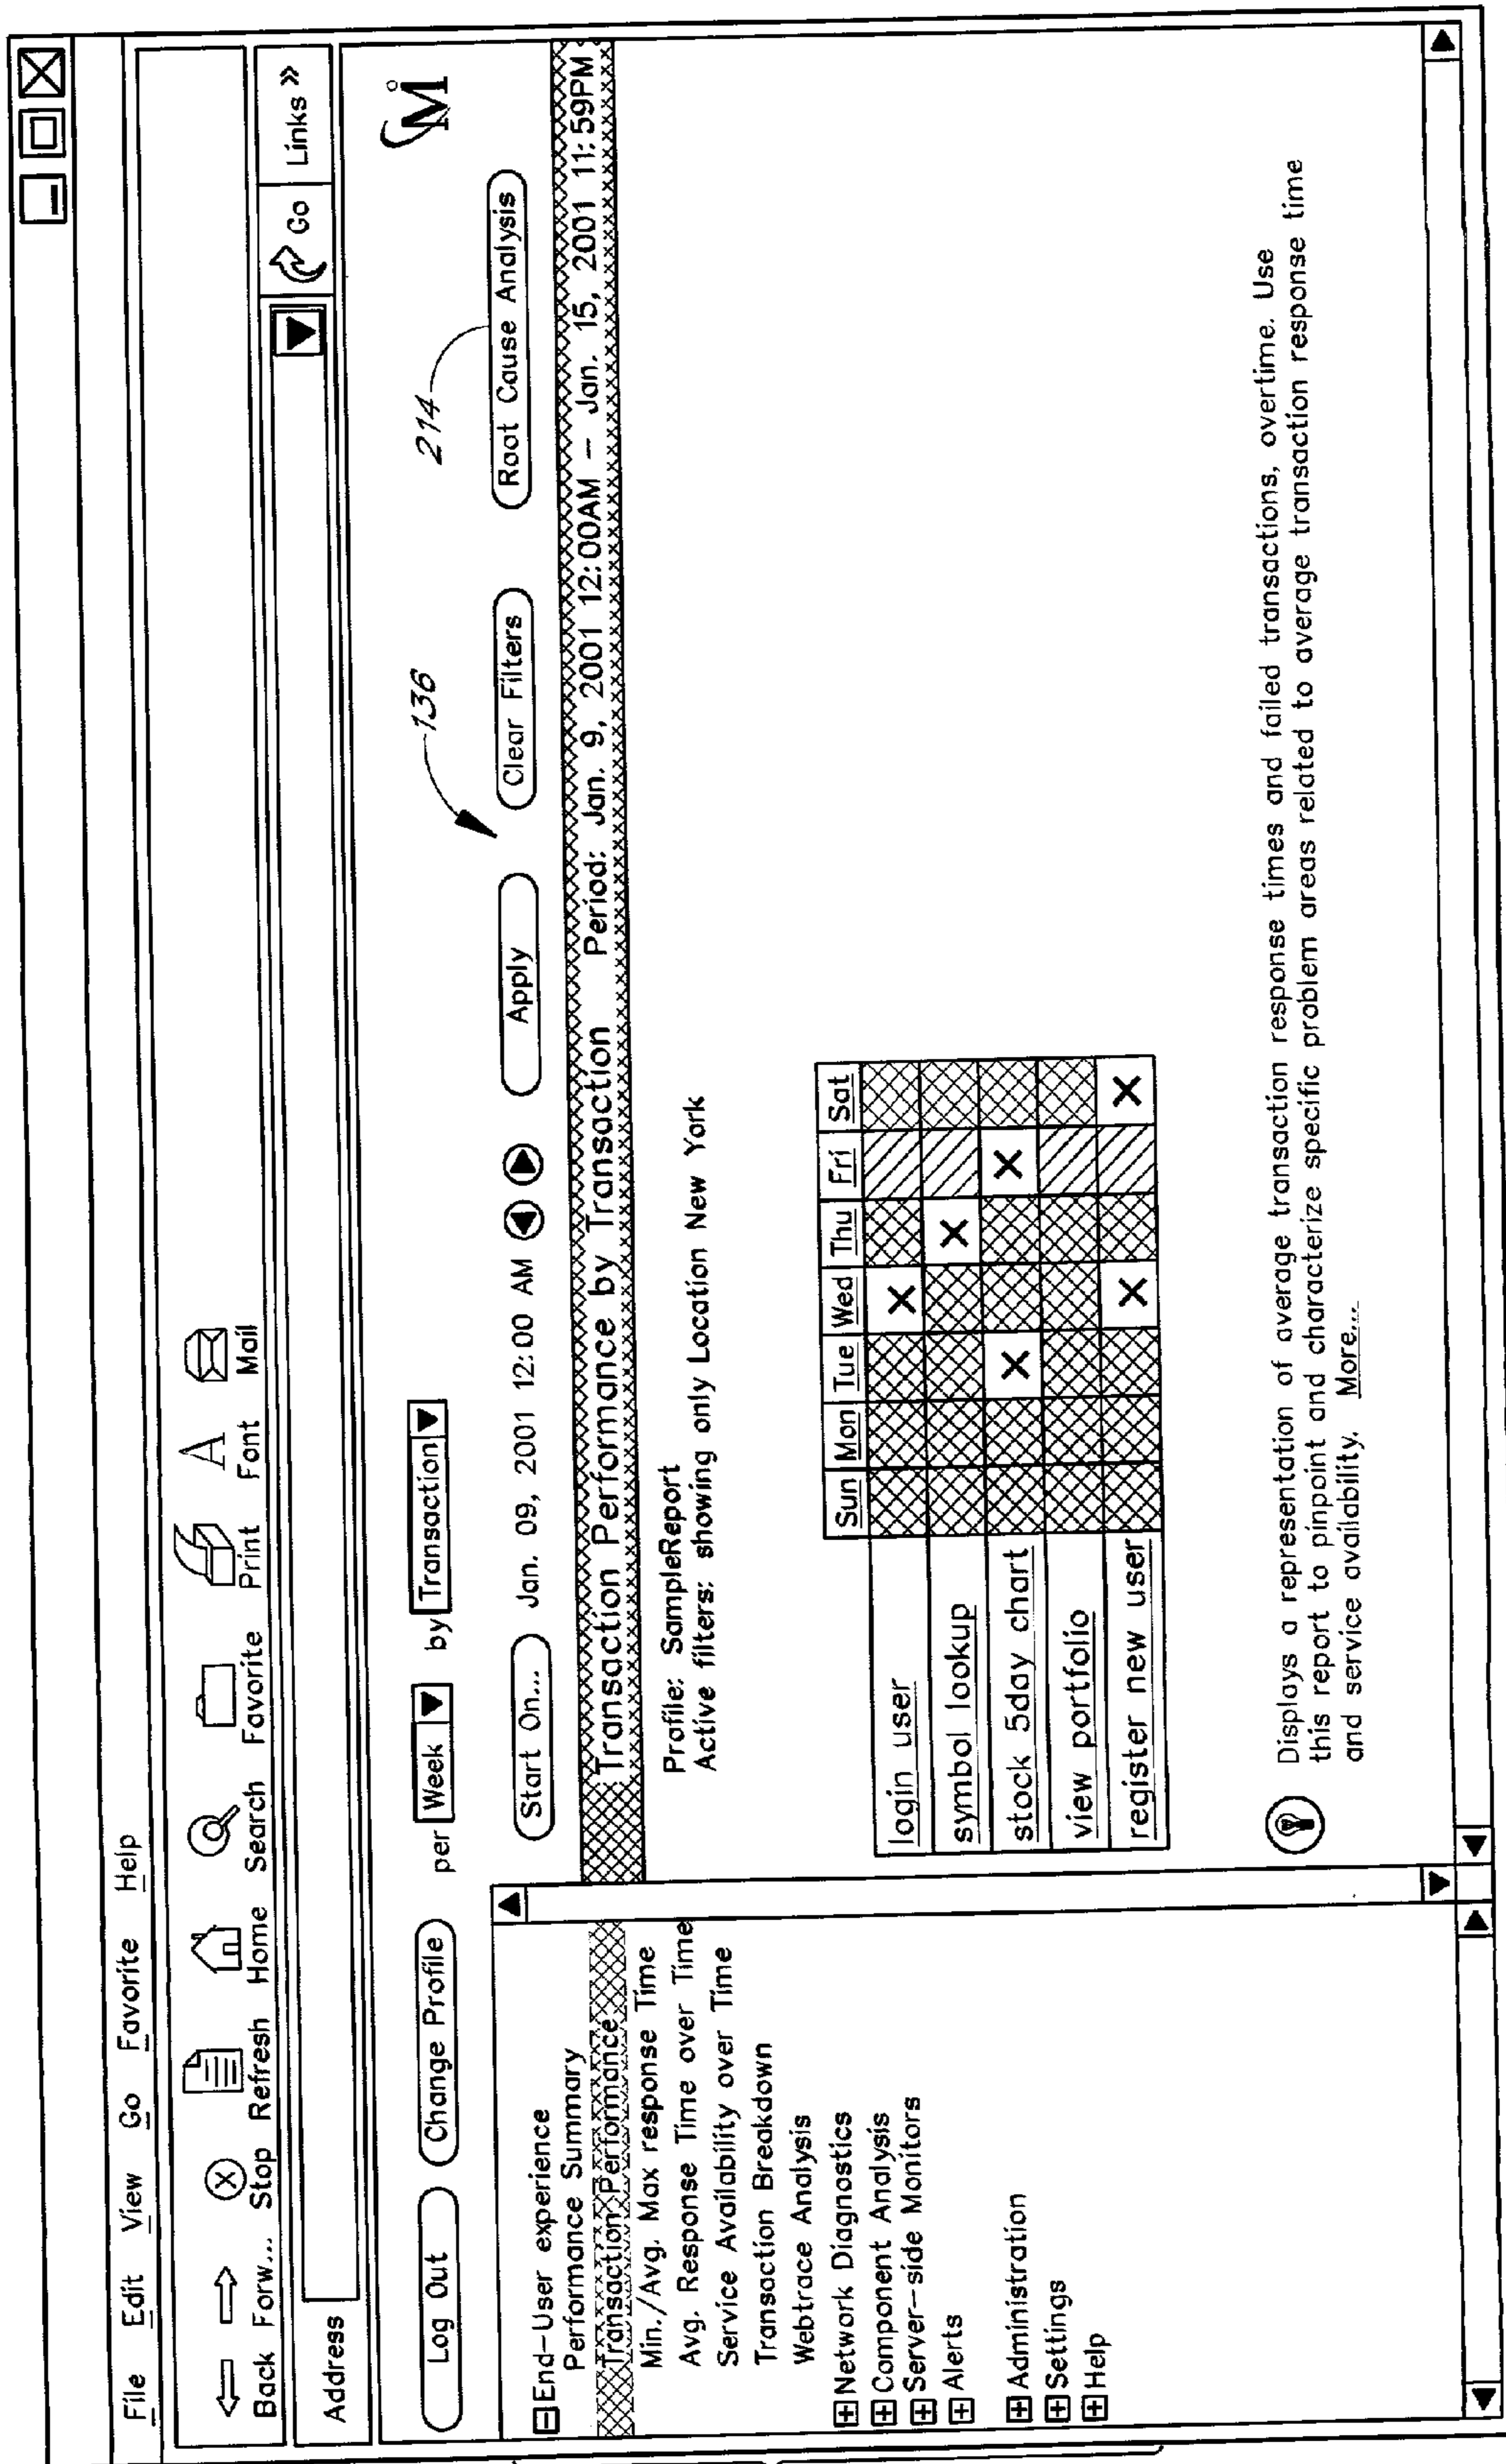 File Edit View Go Favorite Help
Back Forw... Stop Refresh Home Search Favorite Print Font Mail
Address Go Links »
Log Out Change Profile per Week by Transaction
214
136
M
Start On... Jan. 09, 2001 12:00 AM Apply Clear Filters Root Cause Analysis
Transaction Performance by Transaction Period: Jan. 9, 2001 12:00AM – Jan. 15, 2001 11:59PM
End–User experience
Performance Summary
Transaction Performance
Min./Avg. Max response Time
Avg. Response Time over Time
Service Availability over Time
Transaction Breakdown
Webtrace Analysis
Network Diagnostics
Component Analysis
Server–side Monitors
Alerts
Administration
Settings
Help
Profile: SampleReport
Active filters: showing only Location New York
Sun Mon Tue Wed Thu Fri Sat
login user X
symbol lookup X
stock 5day chart X X
view portfolio
register new user X X
Displays a representation of average transaction response times and failed transactions, overtime. Use
this report to pinpoint and characterize specific problem areas related to average transaction response time
and service availability. More...